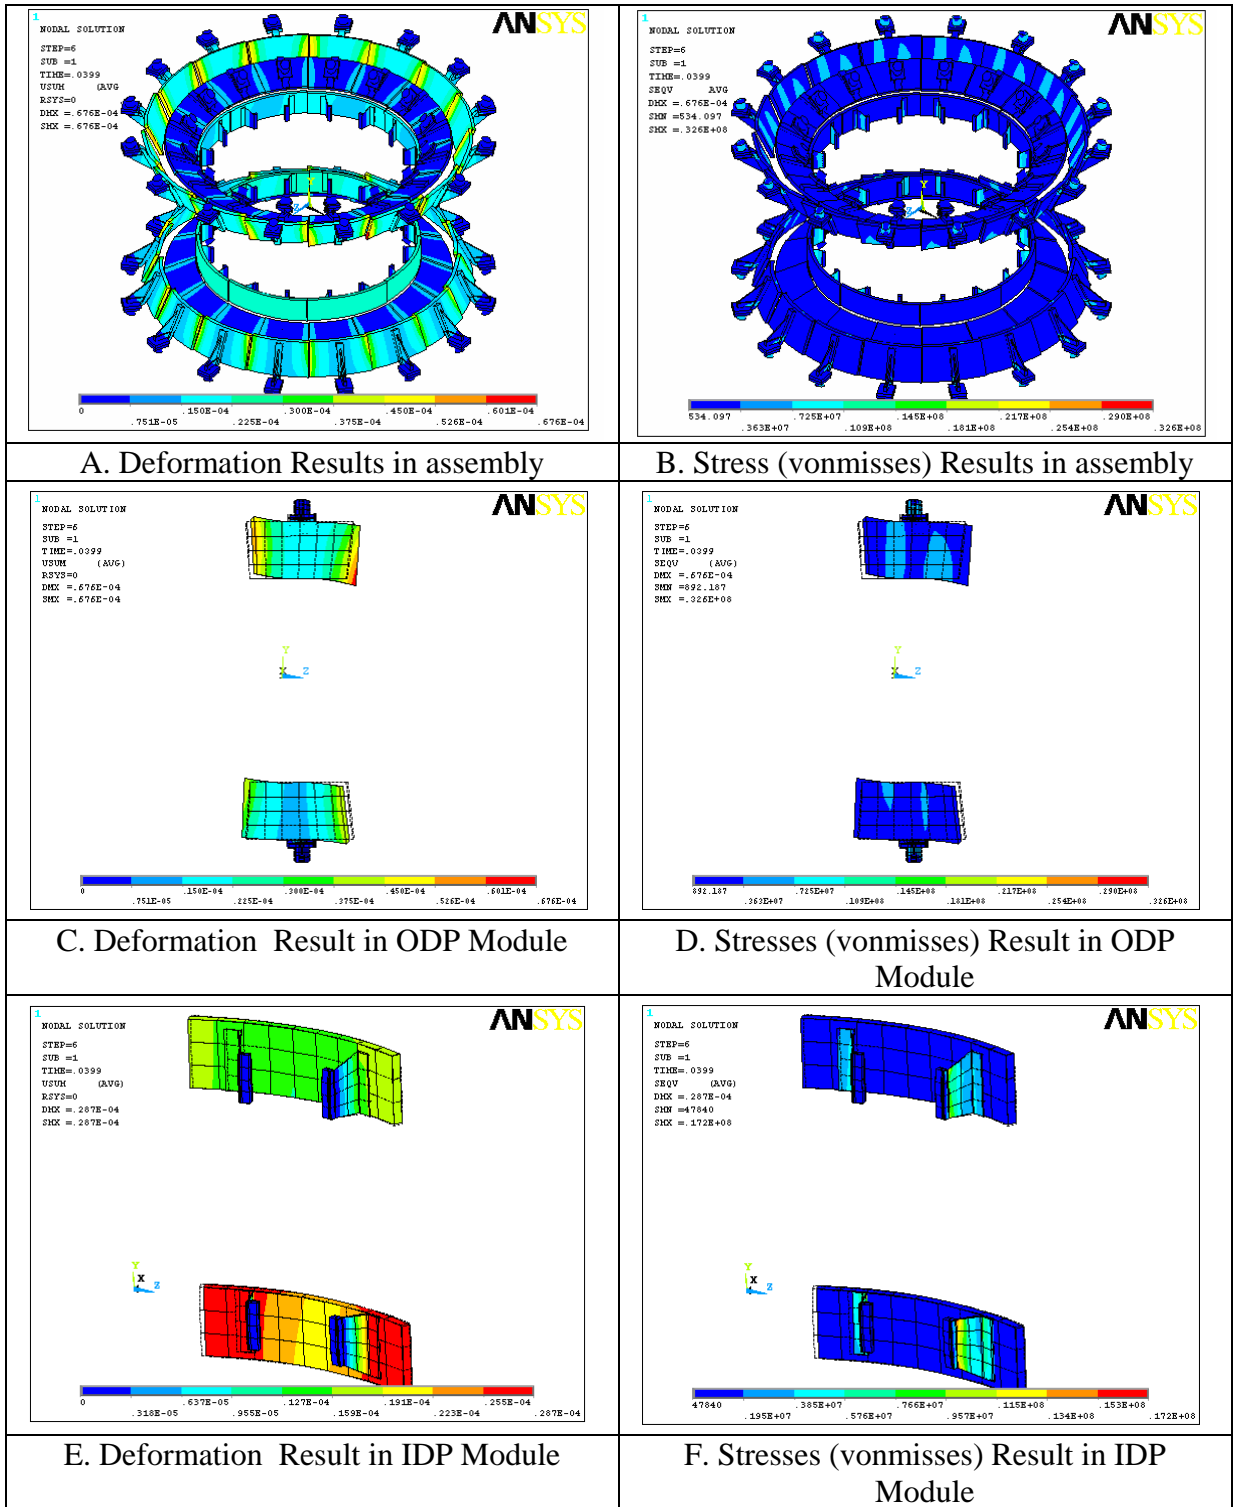 1
ANSYS
NODAL SOLUTION
STEP=6
SUB =1
TIME=.0399
USUM (AVG
RSYS=0
DMX =.676E-04
SMX =.676E-04
Y
Z
0 .150E-04 .300E-04 .450E-04 .601E-04
.751E-05 .225E-04 .375E-04 .526E-04 .676E-04
A. Deformation Results in assembly
1
ANSYS
NODAL SOLUTION
STEP=6
SUB =1
TIME=.0399
SEQV AVG
DMX =.676E-04
SMN =534.097
SMX =.326E+08
Y
Z
534.097 .725E+07 .145E+08 .217E+08 .290E+08
.363E+07 .109E+08 .181E+08 .254E+08 .326E+08
B. Stress (vonmisses) Results in assembly
1
ANSYS
NODAL SOLUTION
STEP=6
SUB =1
TIME=.0399
USUM (AVG)
RSYS=0
DMX =.676E-04
SMX =.676E-04
Y
X Z
0 .150E-04 .300E-04 .450E-04 .601E-04
.751E-05 .225E-04 .375E-04 .526E-04 .676E-04
C. Deformation Result in ODP Module
1
ANSYS
NODAL SOLUTION
STEP=6
SUB =1
TIME=.0399
SEQV (AVG)
DMX =.676E-04
SMN =892.187
SMX =.326E+08
Y
X Z
892.187 .725E+07 .145E+08 .217E+08 .290E+08
.363E+07 .109E+08 .181E+08 .254E+08 .326E+08
D. Stresses (vonmisses) Result in ODP
Module
1
ANSYS
NODAL SOLUTION
STEP=6
SUB =1
TIME=.0399
USUM (AVG)
RSYS=0
DMX =.287E-04
SMX =.287E-04
Y
X
Z
0 .637E-05 .127E-04 .191E-04 .255E-04
.318E-05 .955E-05 .159E-04 .223E-04 .287E-04
E. Deformation Result in IDP Module
1
ANSYS
NODAL SOLUTION
STEP=6
SUB =1
TIME=.0399
SEQV (AVG)
DMX =.287E-04
SMN =47840
SMX =.172E+08
Y
X
Z
47840 .385E+07 .766E+07 .115E+08 .153E+08
.195E+07 .576E+07 .957E+07 .134E+08 .172E+08
F. Stresses (vonmisses) Result in IDP
Module